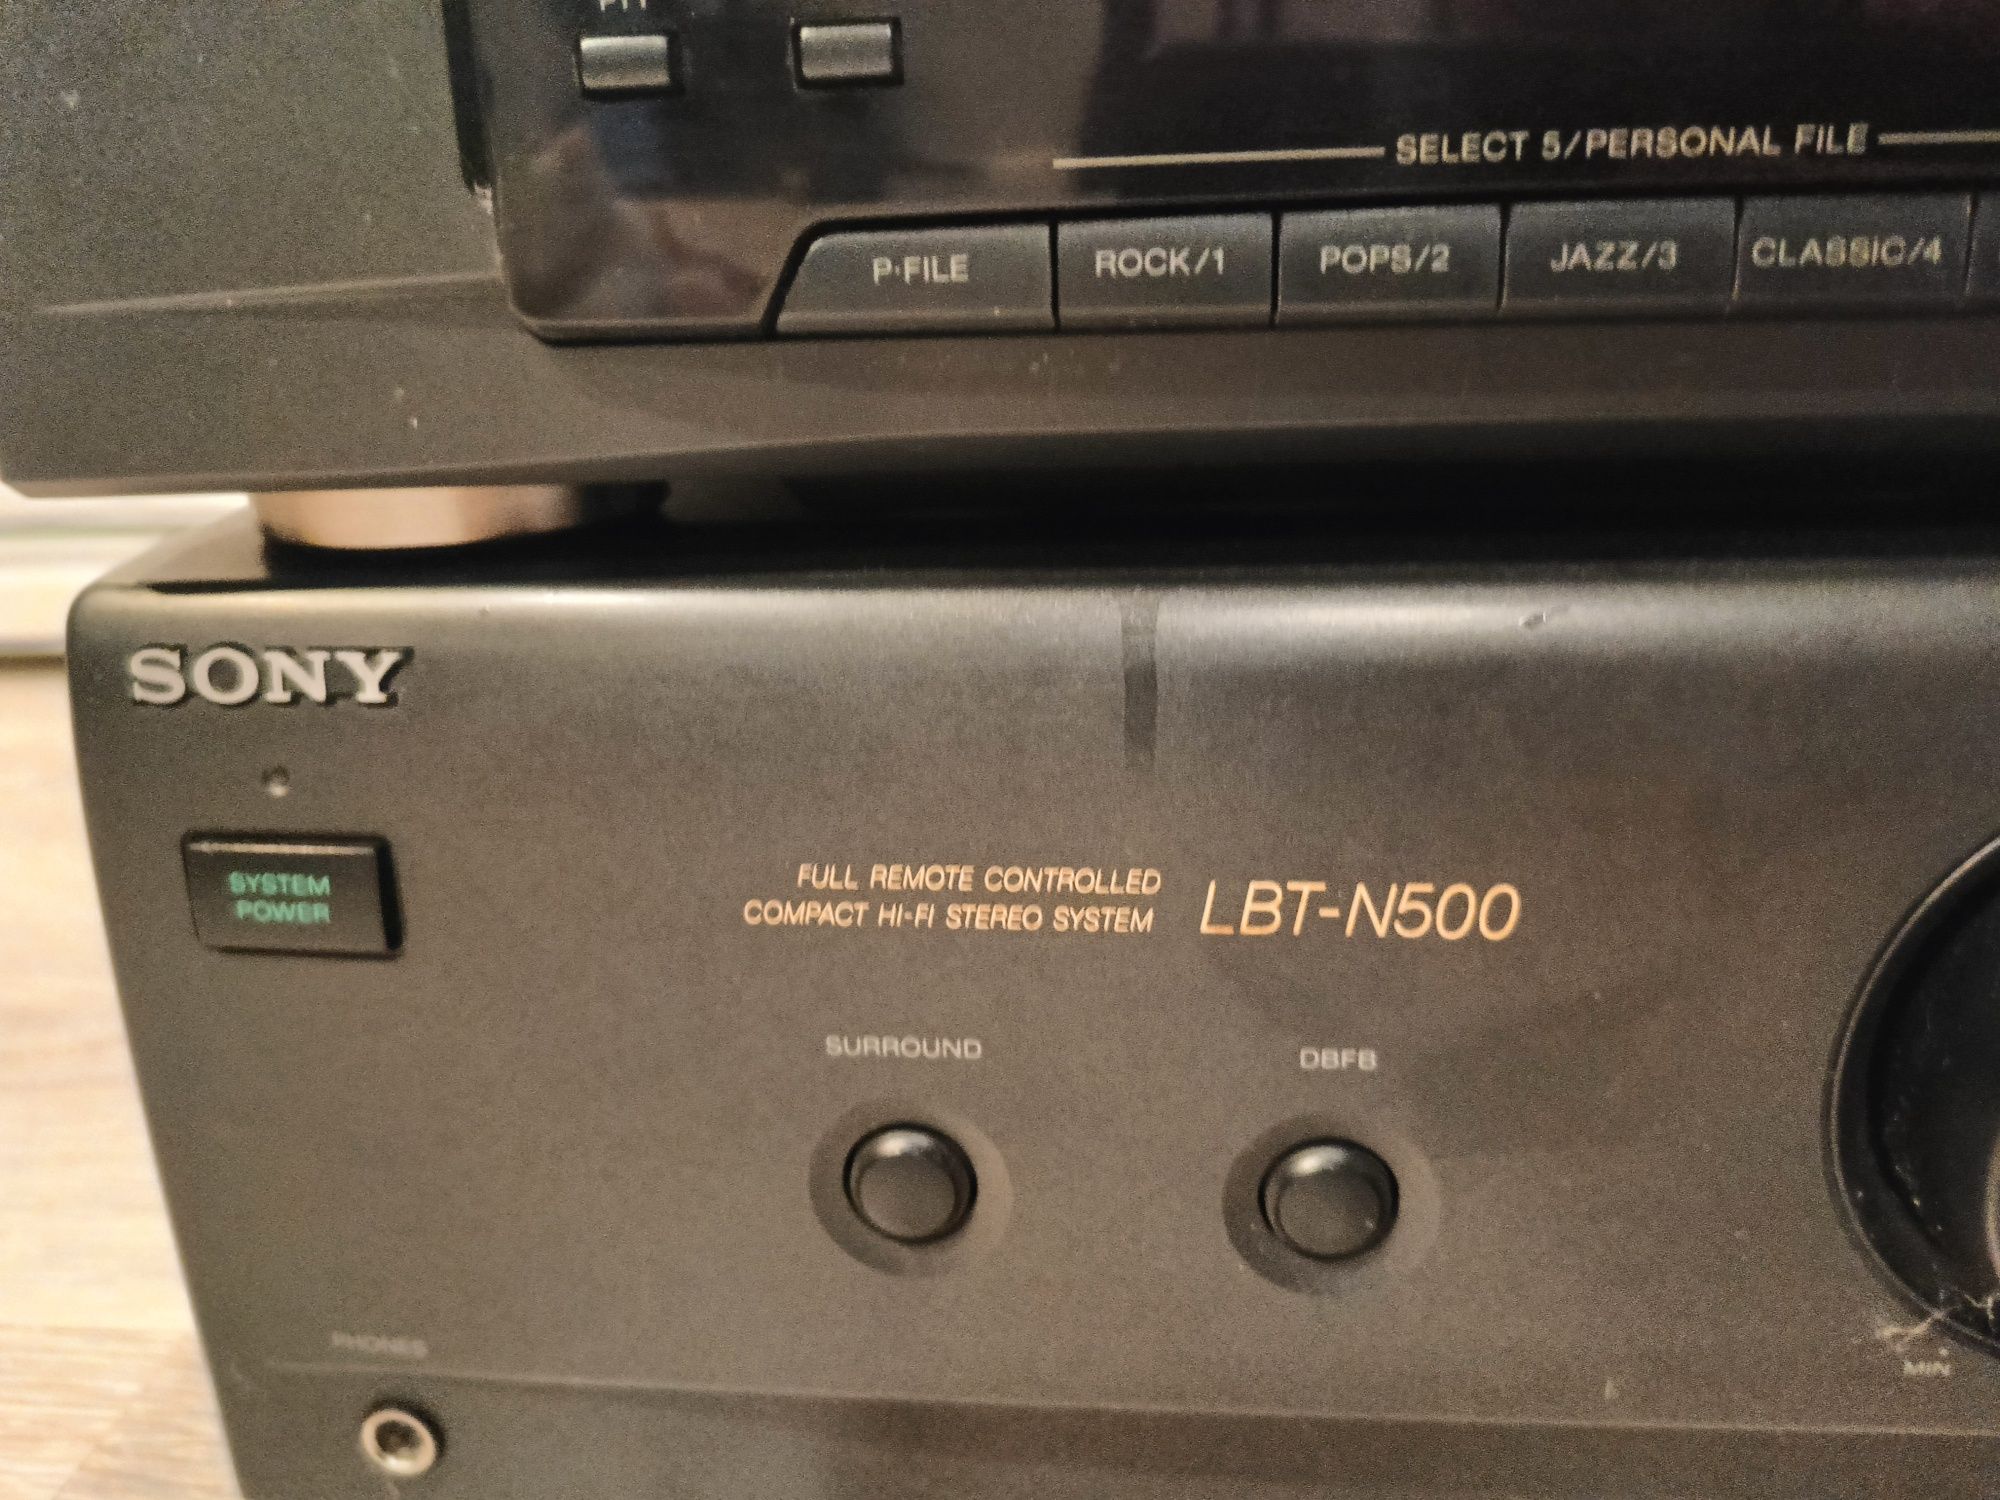 SELECT 5/PERSONAL FILE
P·FILE
ROCK/1
POPS/2
JAZZ/3
CLASSIC/4
SONY
SYSTEM
POWER
FULL REMOTE CONTROLLED
COMPACT HI-FI STEREO SYSTEM
LBT-N500
SURROUND
DBFB
PHONES
MIN